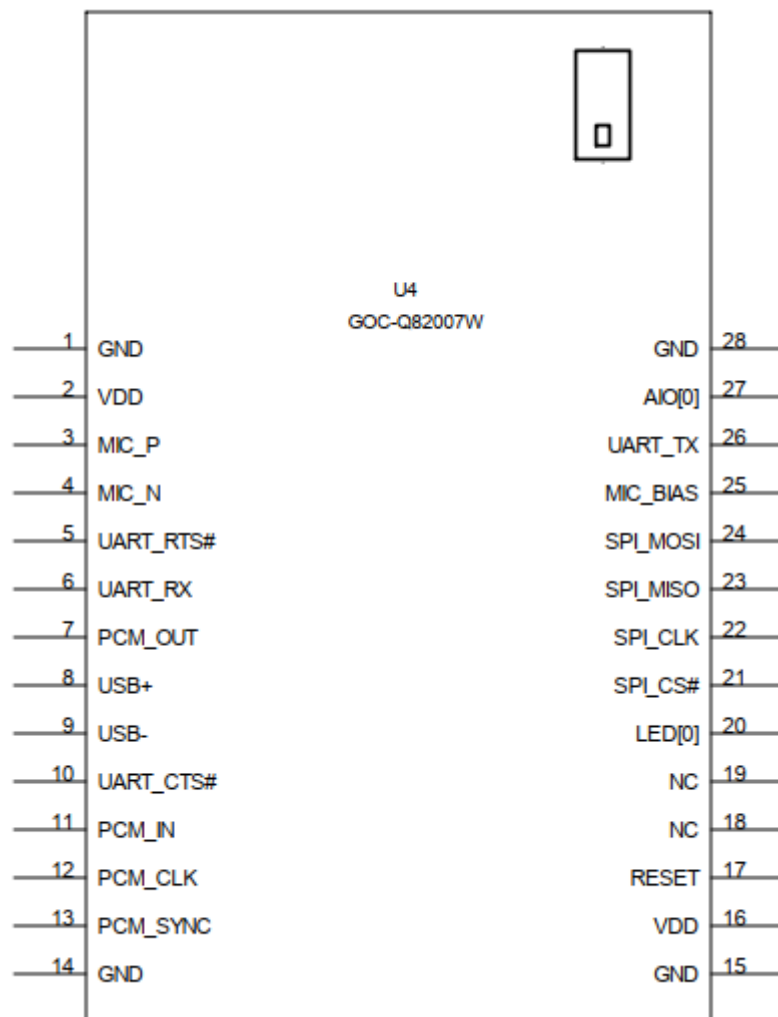 U4
GOC-Q82007W
1 GND GND 28
2 VDD AIO[0] 27
3 MIC_P UART_TX 26
4 MIC_N MIC_BIAS 25
5 UART_RTS# SPI_MOSI 24
6 UART_RX SPI_MISO 23
7 PCM_OUT SPI_CLK 22
8 USB+ SPI_CS# 21
9 USB- LED[0] 20
10 UART_CTS# NC 19
11 PCM_IN NC 18
12 PCM_CLK RESET 17
13 PCM_SYNC VDD 16
14 GND GND 15